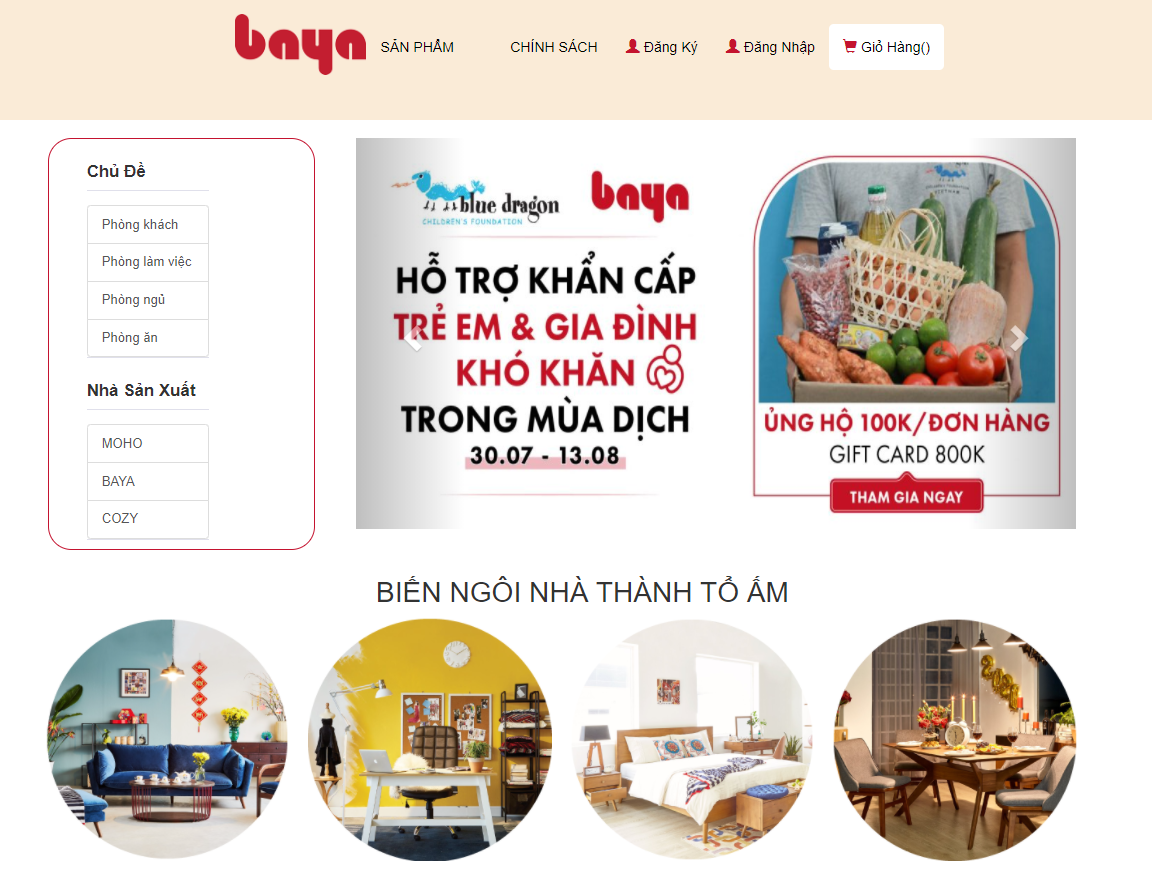 baya
SẢN PHẨM
CHÍNH SÁCH
Đăng Ký
Đăng Nhập
Giỏ Hàng()
Chủ Đề
Phòng khách
Phòng làm việc
Phòng ngủ
Phòng ăn
Nhà Sản Xuất
MOHO
BAYA
COZY
blue dragon
CHILDREN'S FOUNDATION
baya
HỖ TRỢ KHẨN CẤP
TRẺ EM & GIA ĐÌNH
KHÓ KHĂN
TRONG MÙA DỊCH
30.07 - 13.08
ỦNG HỘ 100K/ĐƠN HÀNG
GIFT CARD 800K
THAM GIA NGAY
BIẾN NGÔI NHÀ THÀNH TỔ ẤM